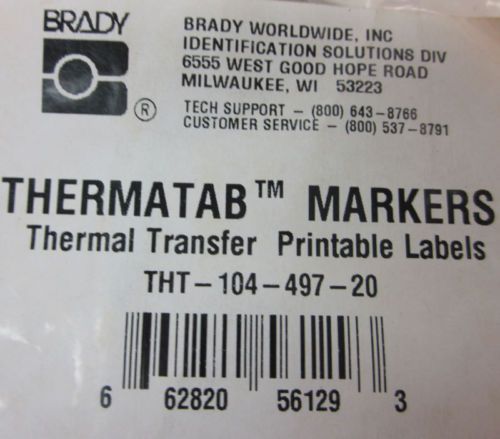 BRADY
BRADY WORLDWIDE, INC
IDENTIFICATION SOLUTIONS DIV
6555 WEST GOOD HOPE ROAD
MILWAUKEE, WI 53223
®
TECH SUPPORT – (800) 643–8766
CUSTOMER SERVICE – (800) 537–8791
THERMATAB™ MARKERS
Thermal Transfer Printable Labels
THT–104–497–20
6 62820 56129 3